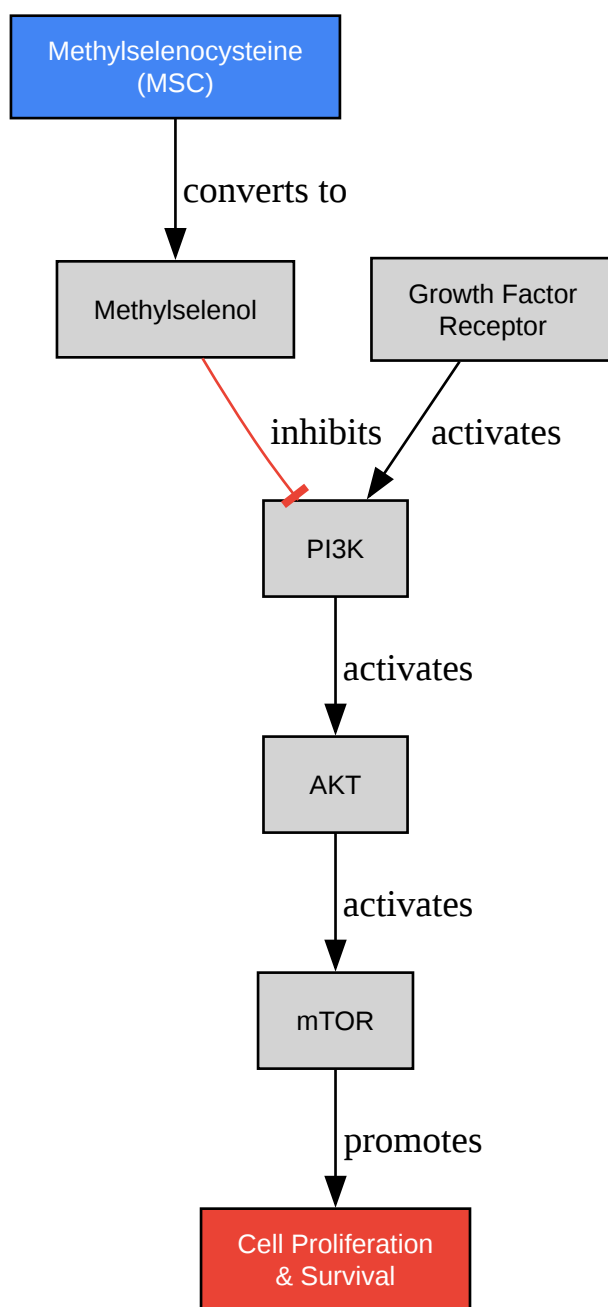 Methylselenocysteine
(MSC)
converts to
Methylselenol
Growth Factor
Receptor
inhibits
activates
PI3K
activates
AKT
activates
mTOR
promotes
Cell Proliferation
& Survival